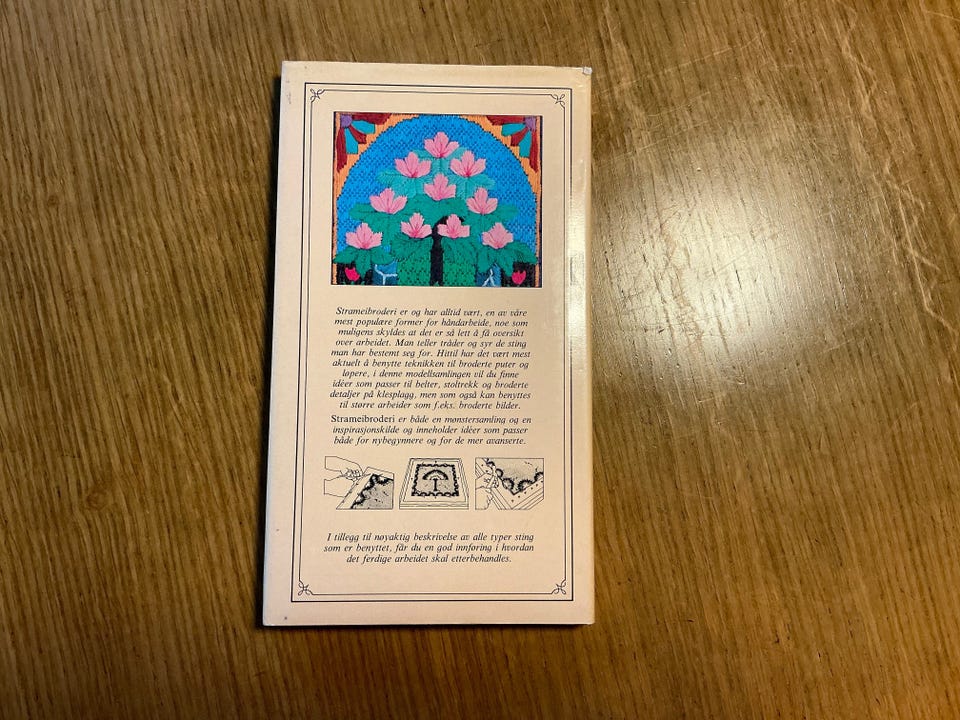 Strameibroderi er og har alltid vært, en av våre
mest populære former for håndarbeide, noe som
muligens skyldes at det er så lett å få oversikt
over arbeidet. Man teller tråder og syr de sting
man har bestemt seg for. Hittil har det vært mest
aktuelt å benytte teknikken til broderte puter og
løpere, i denne modellsamlingen vil du finne
idéer som passer til belter, stoltrekk og broderte
detaljer på klesplagg, men som også kan benyttes
til større arbeider som f.eks. broderte bilder.
Strameibroderi er både en mønstersamling og en
inspirasjonskilde og inneholder idéer som passer
både for nybegynnere og for de mer avanserte.
I tillegg til nøyaktig beskrivelse av alle typer sting
som er benyttet, får du en god innføring i hvordan
det ferdige arbeidet skal etterbehandles.